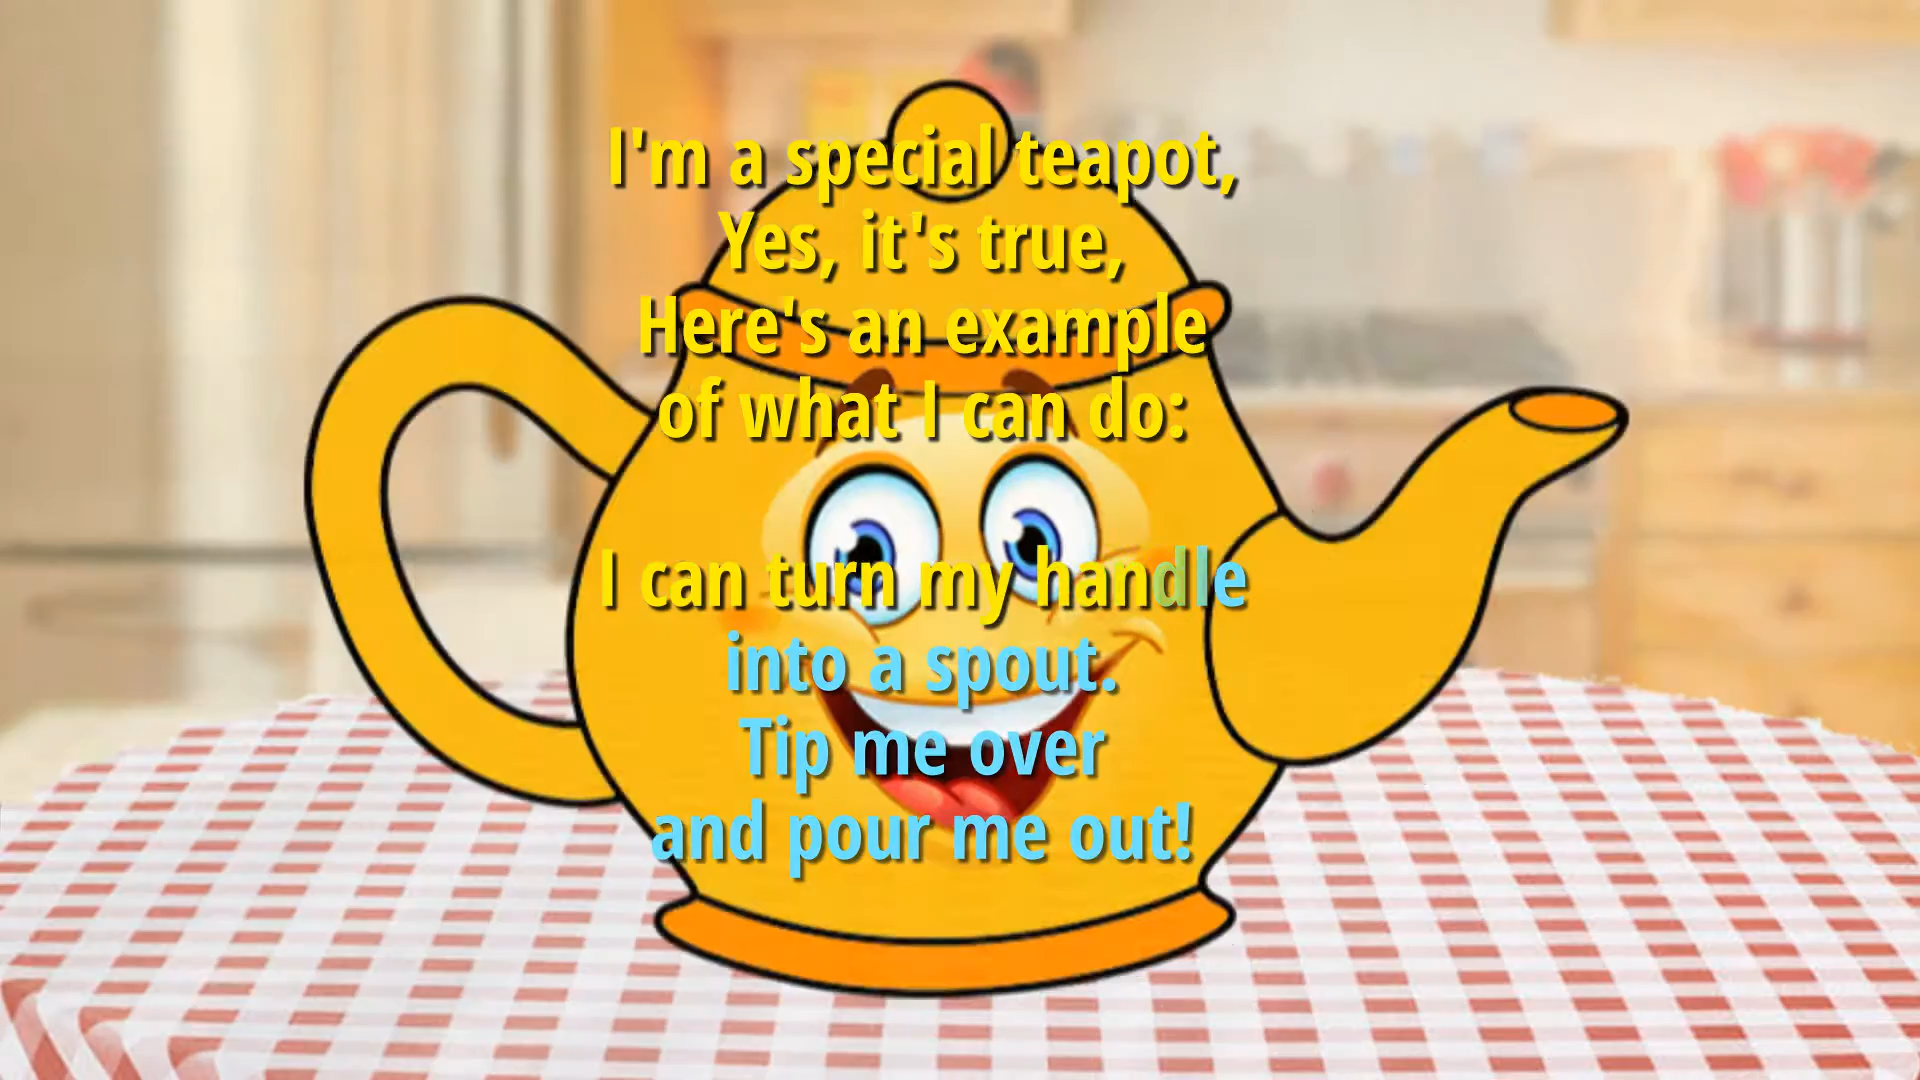 I'm a special teapot,
Yes, it's true,
Here's an example
of what I can do:
I can turn my handle
into a spout.
Tip me over
and pour me out!